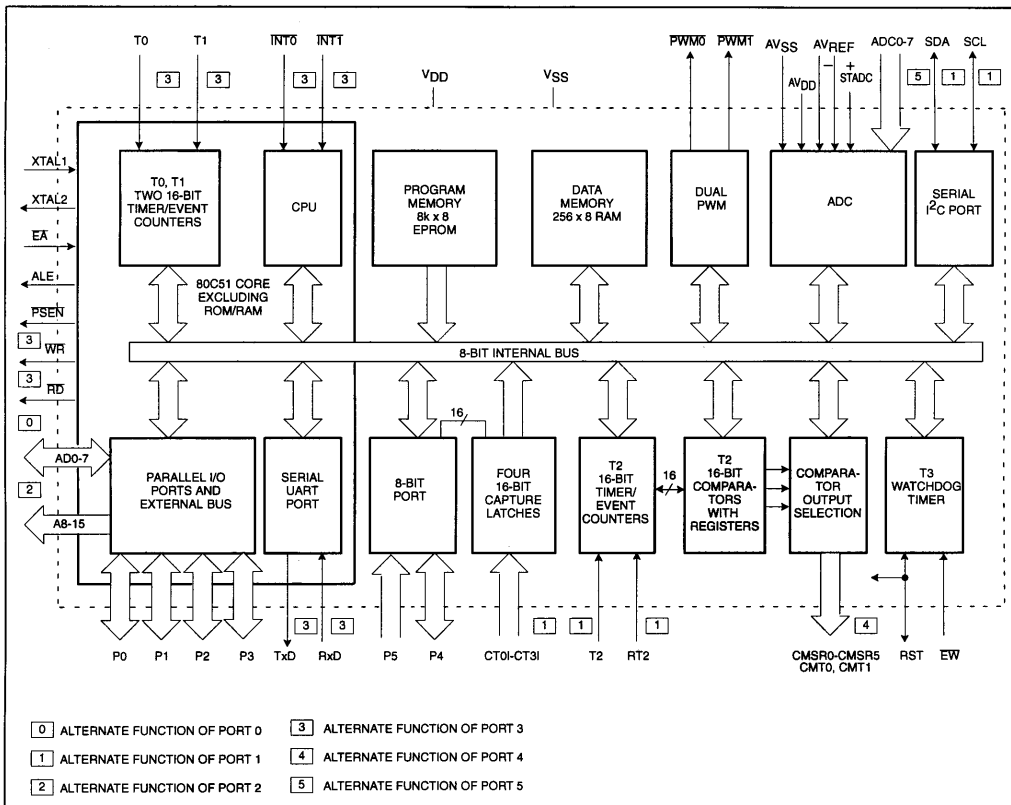 T0 T1 INT0 INT1 PWM0 PWM1 AVSS AVREF ADC0-7 SDA SCL
3 3 3 3 VDD VSS AVDD − + STADC 5 1 1
XTAL1
XTAL2
EA
ALE
PSEN
3 WR
3 RD
0
AD0-7
2
A8-15
T0, T1
TWO 16-BIT
TIMER/EVENT
COUNTERS
CPU
PROGRAM
MEMORY
8k x 8
EPROM
DATA
MEMORY
256 x 8 RAM
DUAL
PWM
ADC
SERIAL
I2C PORT
80C51 CORE
EXCLUDING
ROM/RAM
8-BIT INTERNAL BUS
PARALLEL I/O
PORTS AND
EXTERNAL BUS
SERIAL
UART
PORT
8-BIT
PORT
16
FOUR
16-BIT
CAPTURE
LATCHES
T2
16-BIT
TIMER/
EVENT
COUNTERS
16
T2
16-BIT
COMPARA-
TORS
WITH
REGISTERS
COMPARA-
TOR
OUTPUT
SELECTION
T3
WATCHDOG
TIMER
3 3 1 1 1 4
P0 P1 P2 P3 TxD RxD P5 P4 CT0I-CT3I T2 RT2 CMSR0-CMSR5 RST EW
CMT0, CMT1
0 ALTERNATE FUNCTION OF PORT 0
1 ALTERNATE FUNCTION OF PORT 1
2 ALTERNATE FUNCTION OF PORT 2
3 ALTERNATE FUNCTION OF PORT 3
4 ALTERNATE FUNCTION OF PORT 4
5 ALTERNATE FUNCTION OF PORT 5